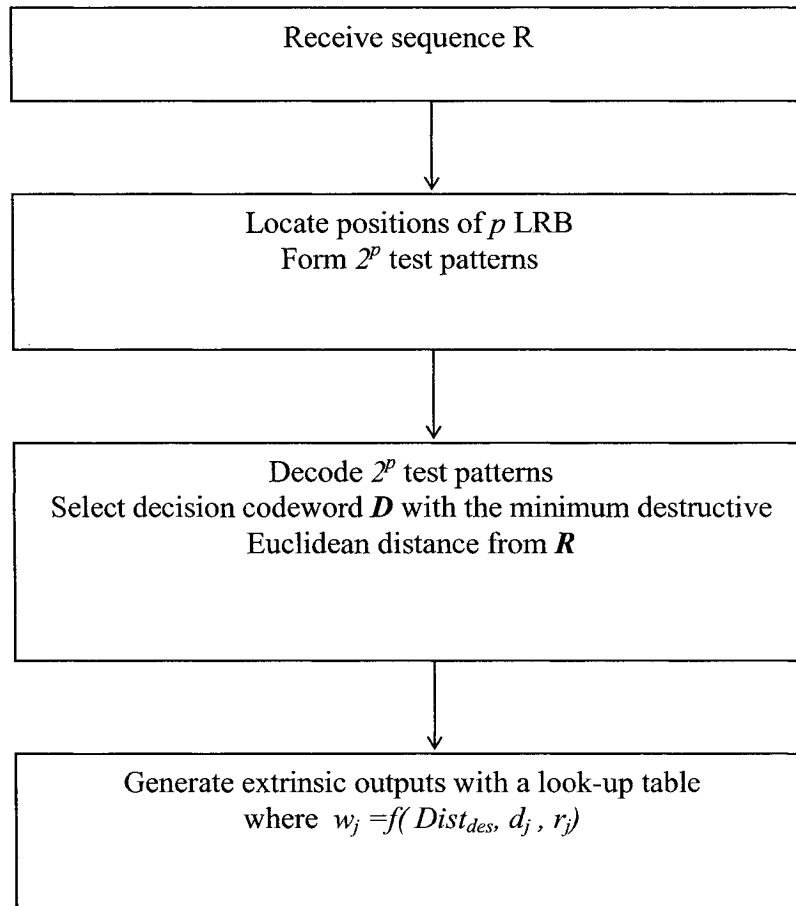 Receive sequence R
Locate positions of p LRB
Form 2^p test patterns
Decode 2^p test patterns
Select decision codeword D with the minimum destructive
Euclidean distance from R
Generate extrinsic outputs with a look-up table
where w_j =f( Dist_des, d_j , r_j)